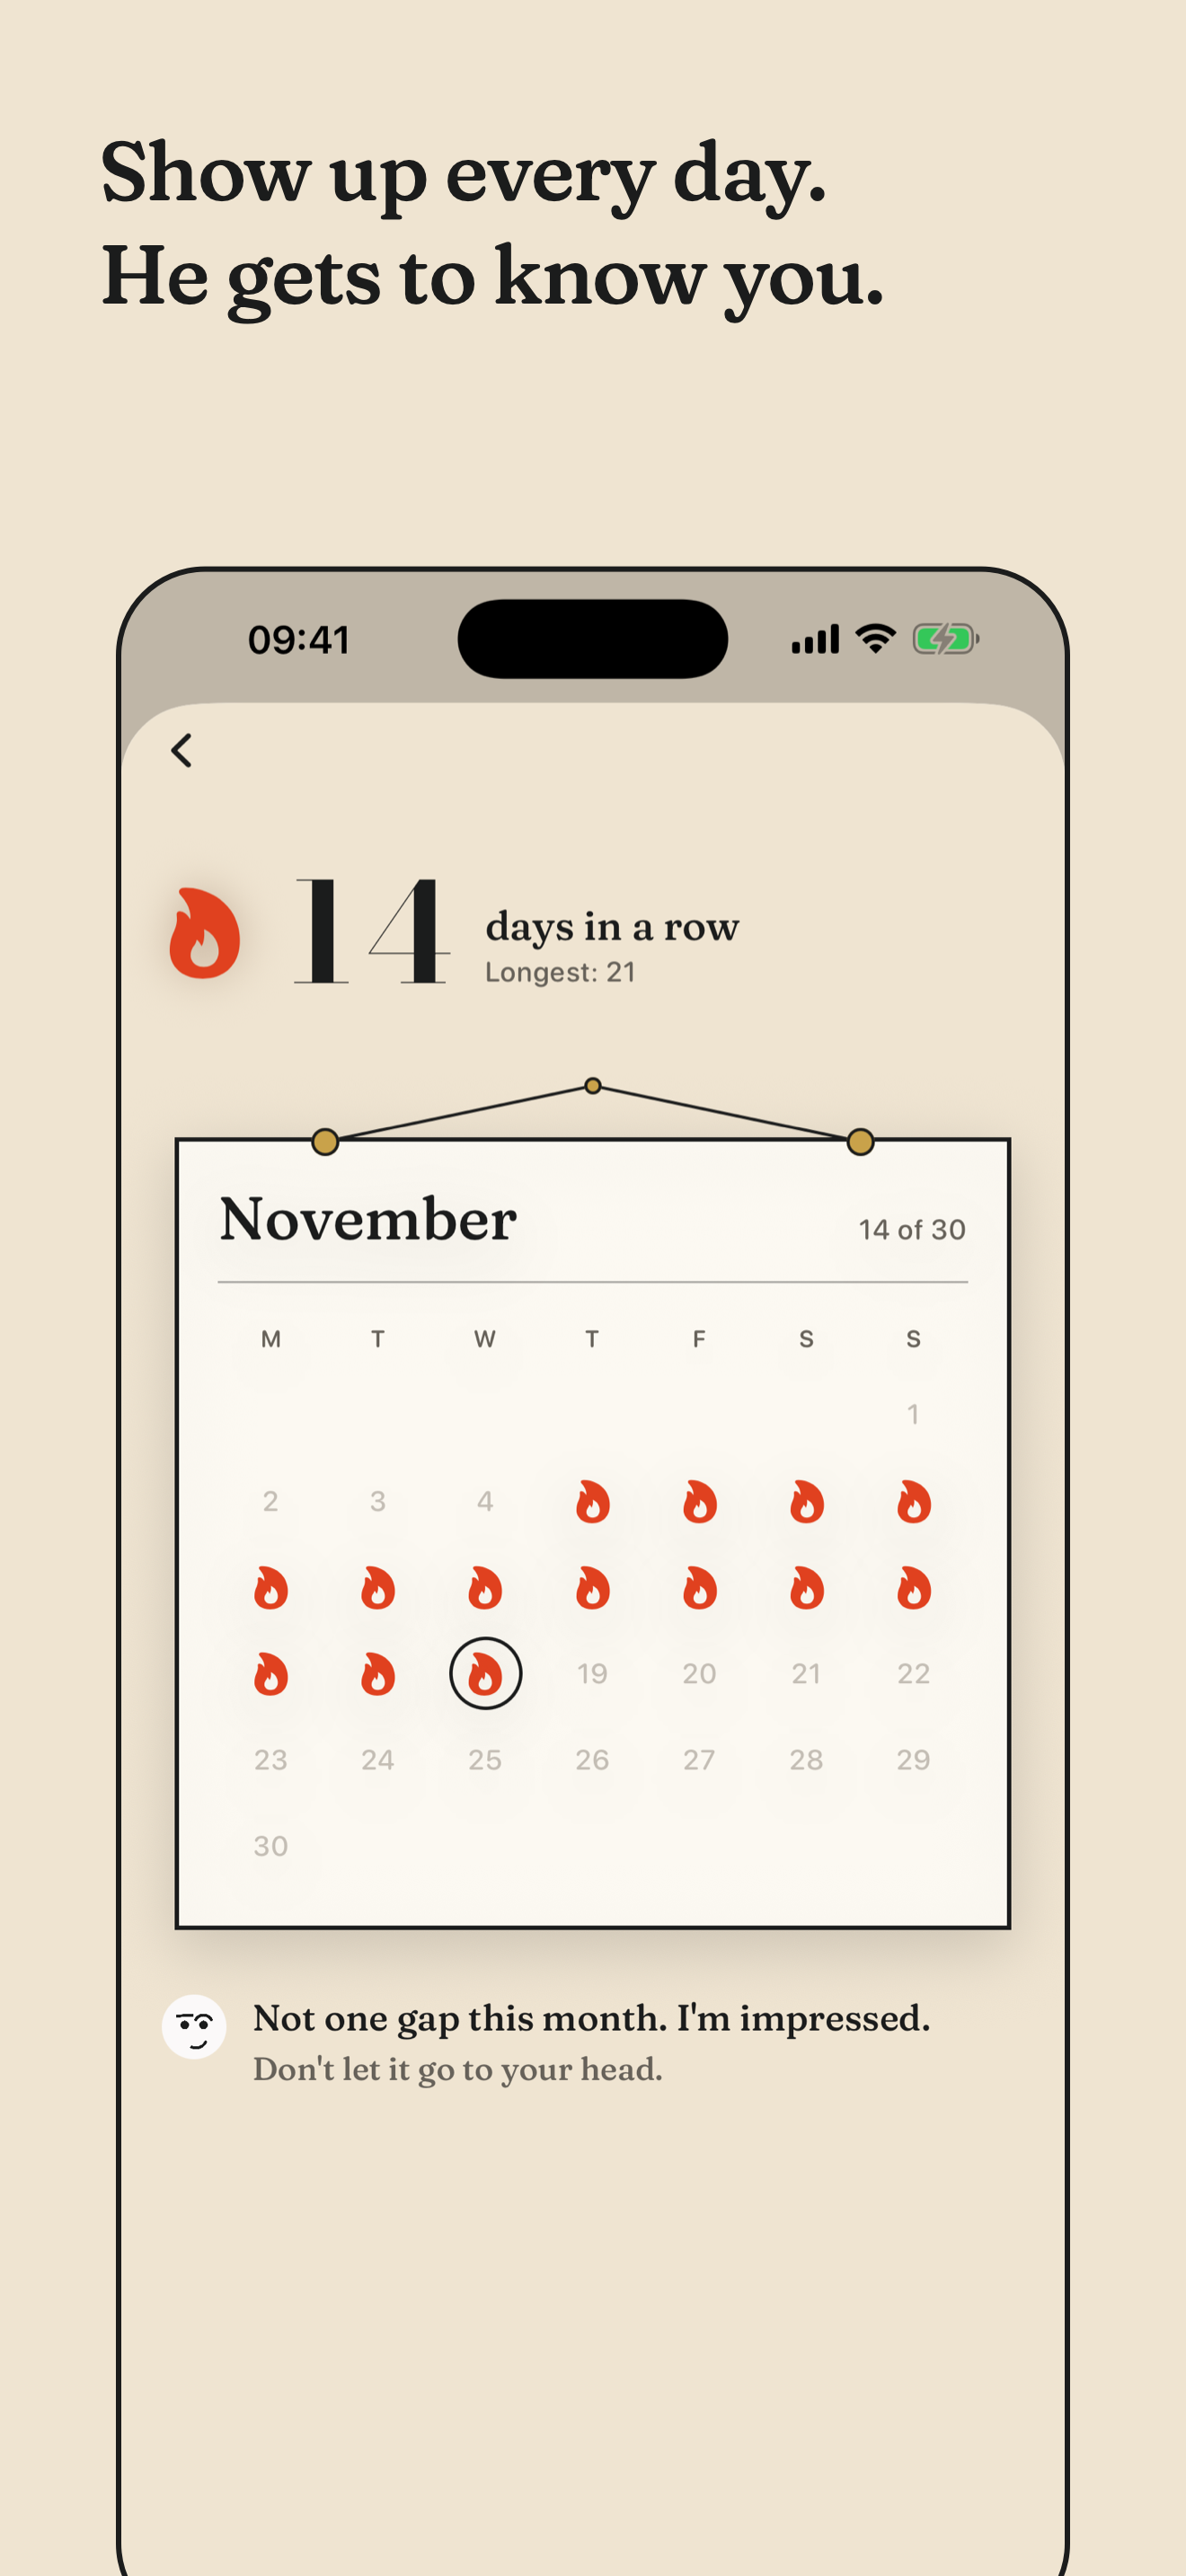 Show up every day.
He gets to know you.
09:41
14
days in a row
Longest: 21
November
14 of 30
M T W T F S S
1
2 3 4
19 20 21 22
23 24 25 26 27 28 29
30
Not one gap this month. I'm impressed.
Don't let it go to your head.